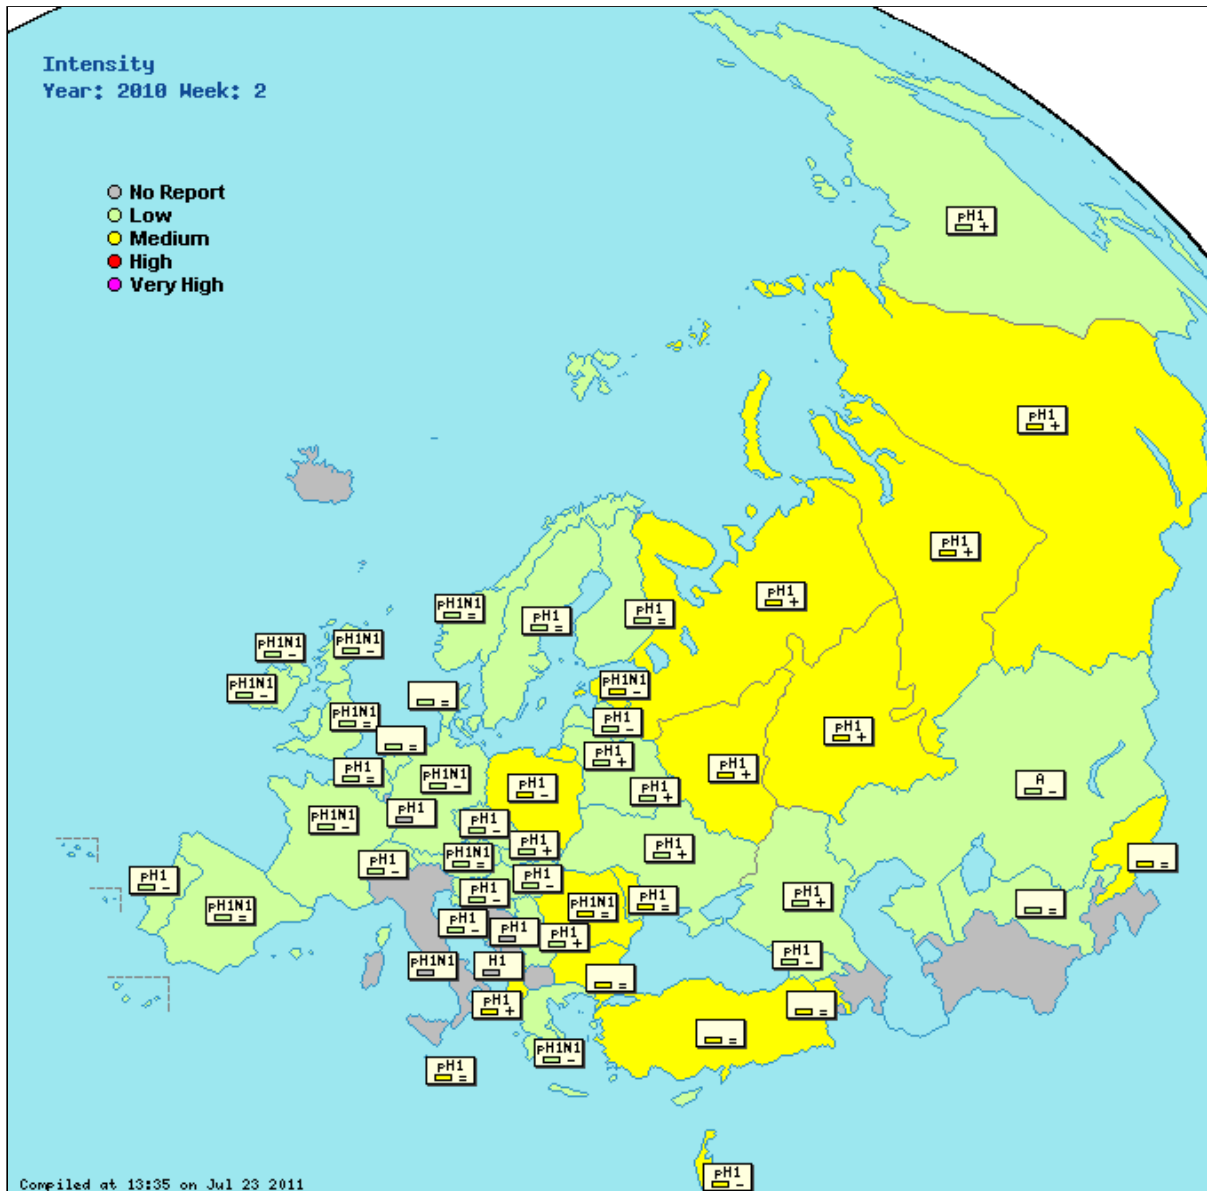 Intensity
Year: 2010 Week: 2
No Report
Low
Medium
High
Very High
pH1
+
pH1
+
pH1
+
pH1
+
pH1N1
=
pH1
=
pH1
=
pH1N1
-
pH1N1
-
pH1N1
-
pH1N1
-
=
pH1N1
=
pH1
-
=
pH1
+
pH1
+
pH1
+
pH1
=
pH1N1
-
pH1
-
pH1
+
A
-
pH1
pH1N1
-
pH1
-
pH1
+
pH1
+
pH1N1
=
pH1
-
=
pH1
-
pH1
-
pH1
-
pH1
+
pH1N1
=
pH1N1
=
pH1
=
=
pH1
-
pH1
pH1
+
pH1
-
pH1N1
H1
=
pH1
+
=
=
pH1N1
-
pH1
=
pH1
-
Compiled at 13:35 on Jul 23 2011